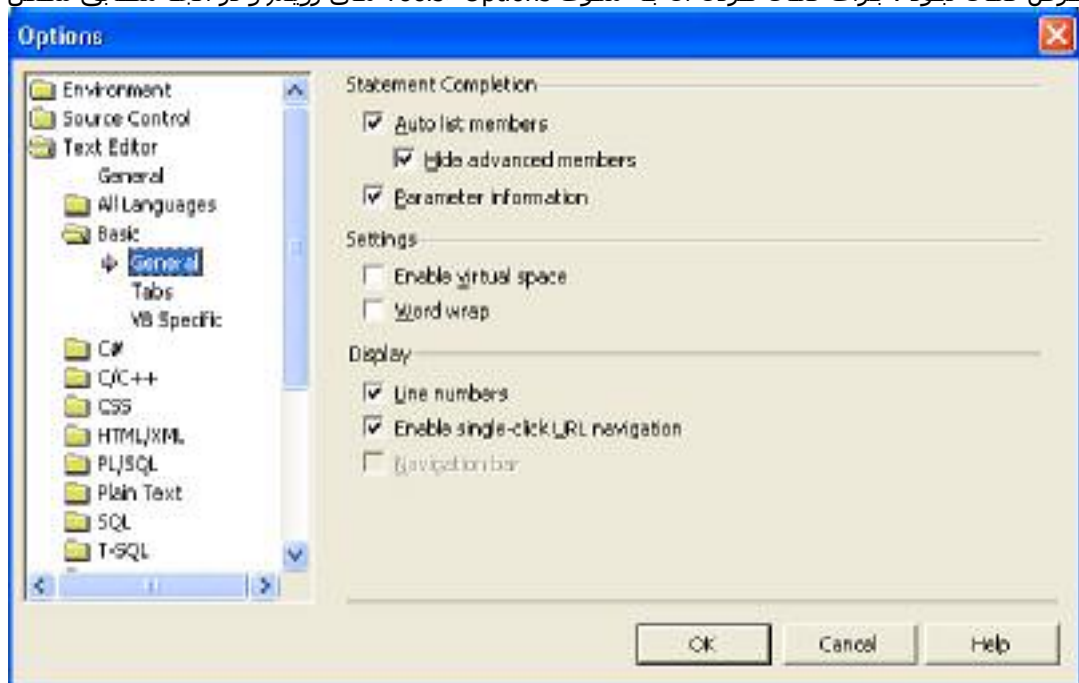 Tools- Options
Options
Environment
Source Control
Text Editor
General
All Languages
Basic
General
Tabs
VB Specific
C#
C/C++
CSS
HTML/XML
PL/SQL
Plain Text
SQL
T-SQL
Statement Completion
Auto list members
Hide advanced members
Parameter information
Settings
Enable virtual space
Word wrap
Display
Line numbers
Enable single-click URL navigation
Navigation bar
OK
Cancel
Help